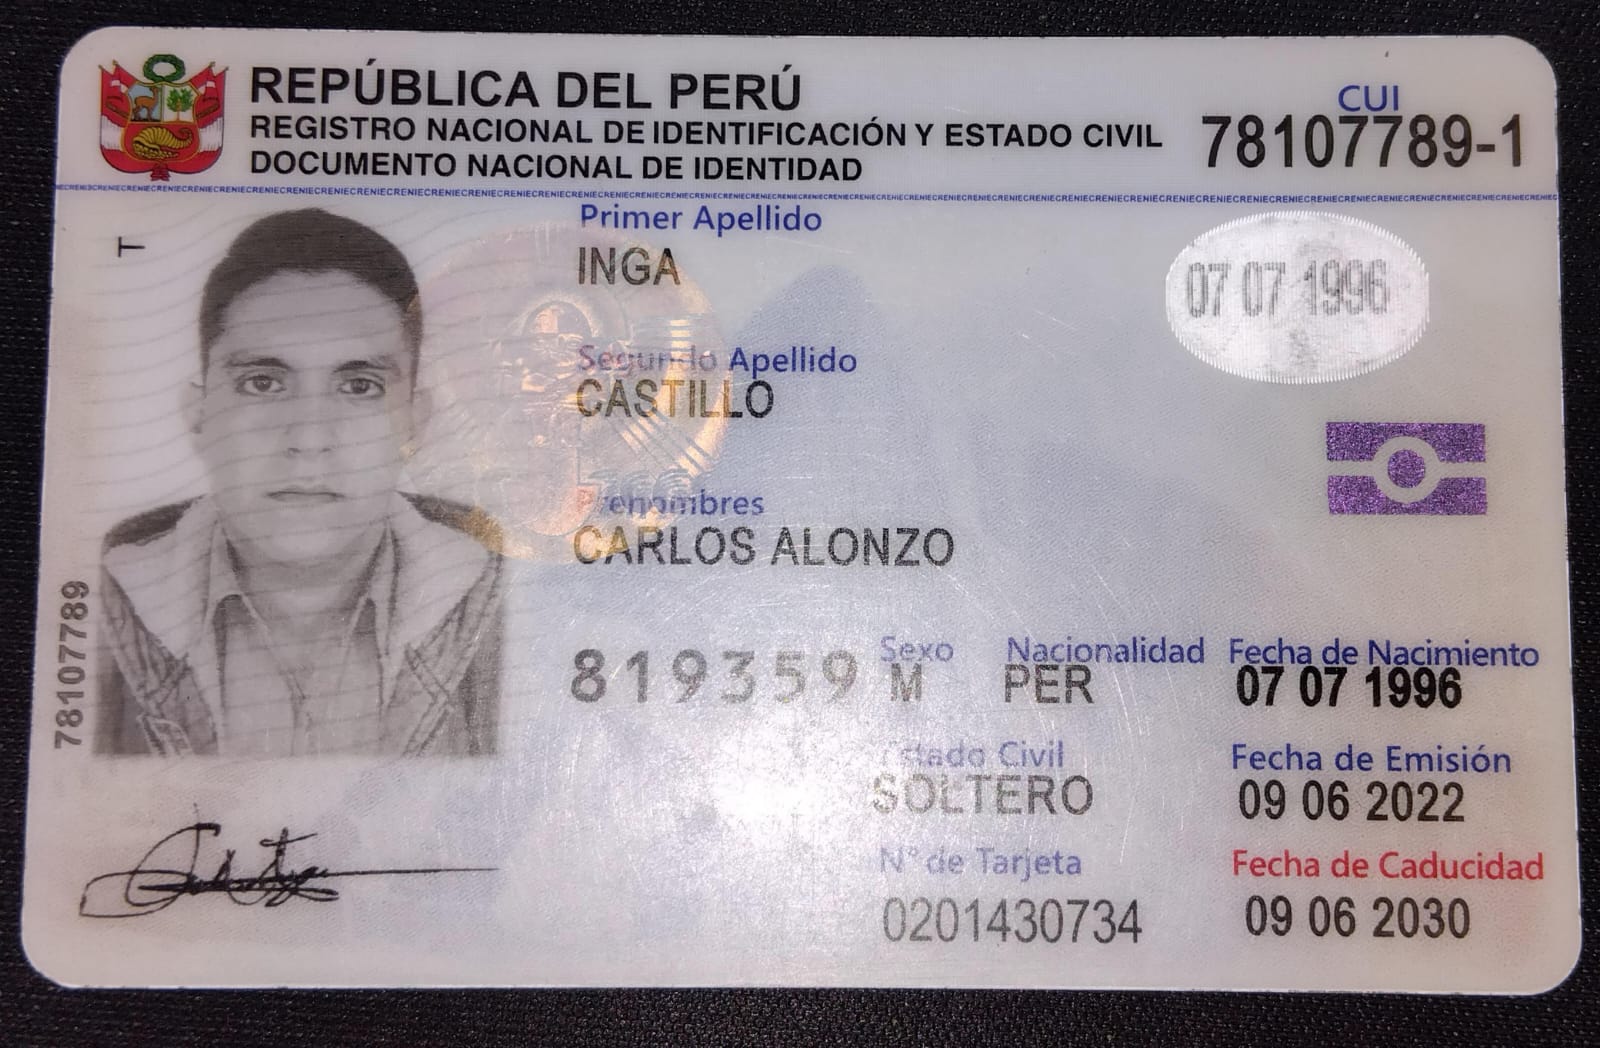 REPÚBLICA DEL PERÚ
REGISTRO NACIONAL DE IDENTIFICACIÓN Y ESTADO CIVIL
DOCUMENTO NACIONAL DE IDENTIDAD
CUI
78107789-1
T
Primer Apellido
INGA
07 07 1996
Segundo Apellido
CASTILLO
Prenombres
CARLOS ALONZO
78107789
819359
Sexo Nacionalidad Fecha de Nacimiento
M PER 07 07 1996
Estado Civil Fecha de Emisión
SOLTERO 09 06 2022
N° de Tarjeta Fecha de Caducidad
0201430734 09 06 2030